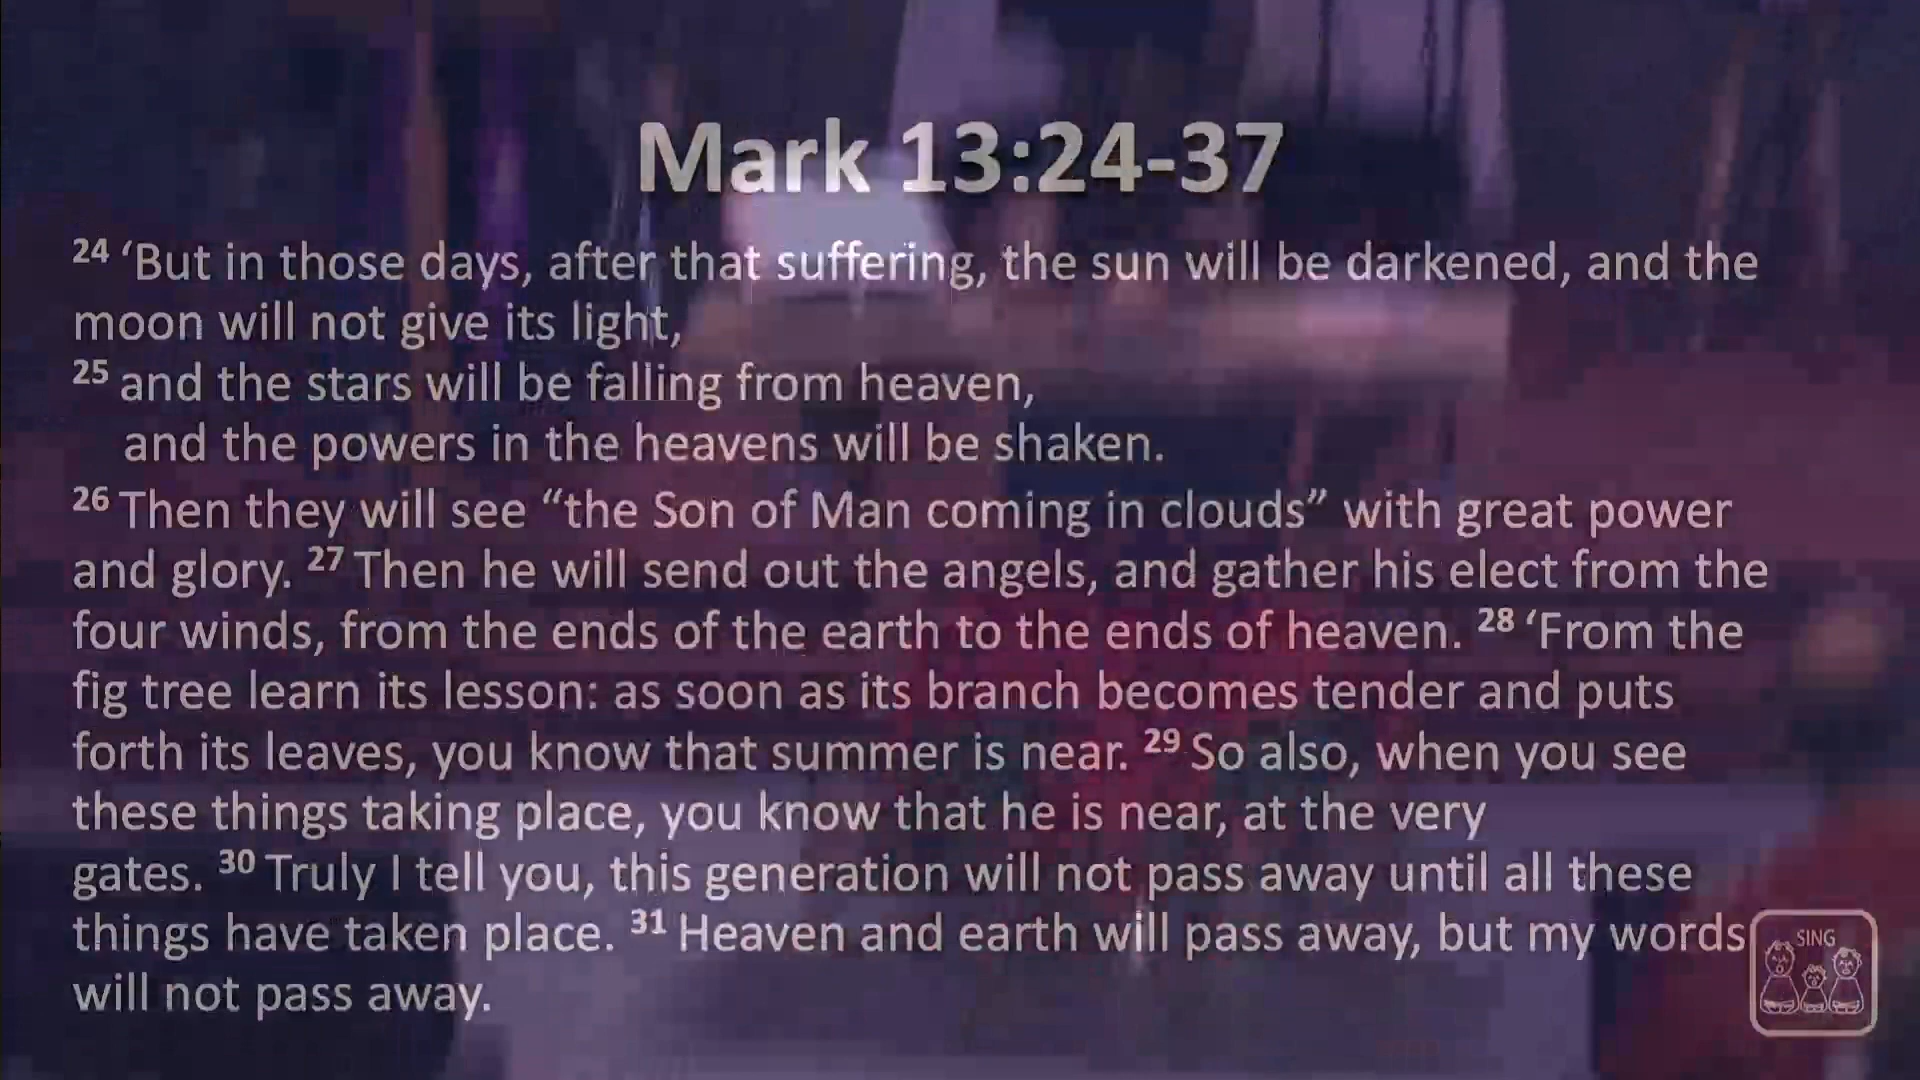 Mark 13:24-37
24 ‘But in those days, after that suffering, the sun will be darkened, and the
moon will not give its light,
25 and the stars will be falling from heaven,
and the powers in the heavens will be shaken.
26 Then they will see “the Son of Man coming in clouds” with great power
and glory. 27 Then he will send out the angels, and gather his elect from the
four winds, from the ends of the earth to the ends of heaven. 28 ‘From the
fig tree learn its lesson: as soon as its branch becomes tender and puts
forth its leaves, you know that summer is near. 29 So also, when you see
these things taking place, you know that he is near, at the very
gates. 30 Truly I tell you, this generation will not pass away until all these
things have taken place. 31 Heaven and earth will pass away, but my words
will not pass away.
SING